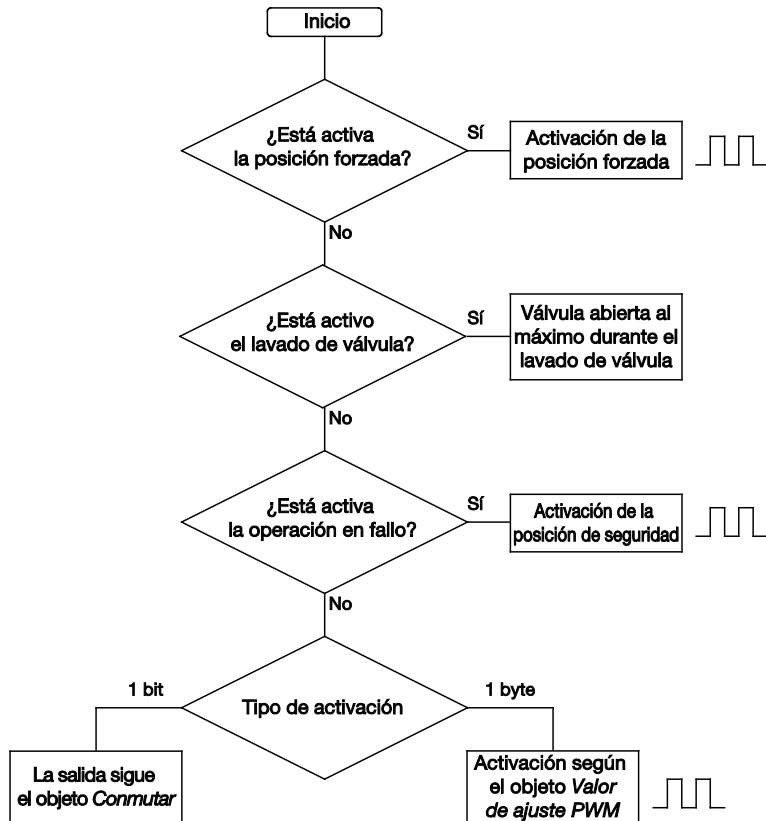 Inicio
¿Está activa
la posición forzada?
Sí
Activación de la
posición forzada
No
¿Está activo
el lavado de válvula?
Sí
Válvula abierta al
máximo durante el
lavado de válvula
No
¿Está activa
la operación en fallo?
Sí
Activación de la
posición de seguridad
No
Tipo de activación
1 bit
1 byte
La salida sigue
el objeto Conmutar
Activación según
el objeto Valor
de ajuste PWM